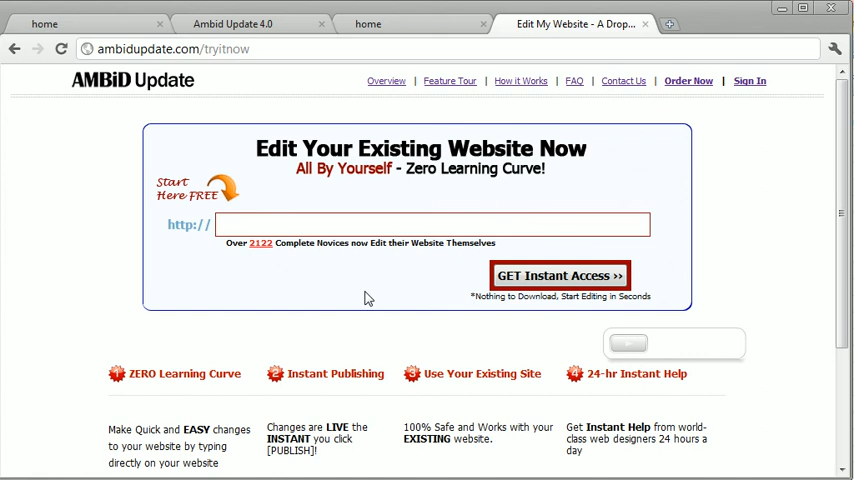 home
Ambid Update 4.0
home
Edit My Website - A Drop...
ambidupdate.com/tryitnow
AMBiD Update
Overview | Feature Tour | How it Works | FAQ | Contact Us | Order Now | Sign In
Edit Your Existing Website Now
All By Yourself - Zero Learning Curve!
Start
Here FREE
http://
Over 2122 Complete Novices now Edit their Website Themselves
GET Instant Access >>
*Nothing to Download, Start Editing in Seconds
1 ZERO Learning Curve
2 Instant Publishing
3 Use Your Existing Site
4 24-hr Instant Help
Make Quick and EASY changes
to your website by typing
directly on your website
Changes are LIVE the
INSTANT you click
[PUBLISH]!
100% Safe and Works with your
EXISTING website.
Get Instant Help from world-
class web designers 24 hours a
day